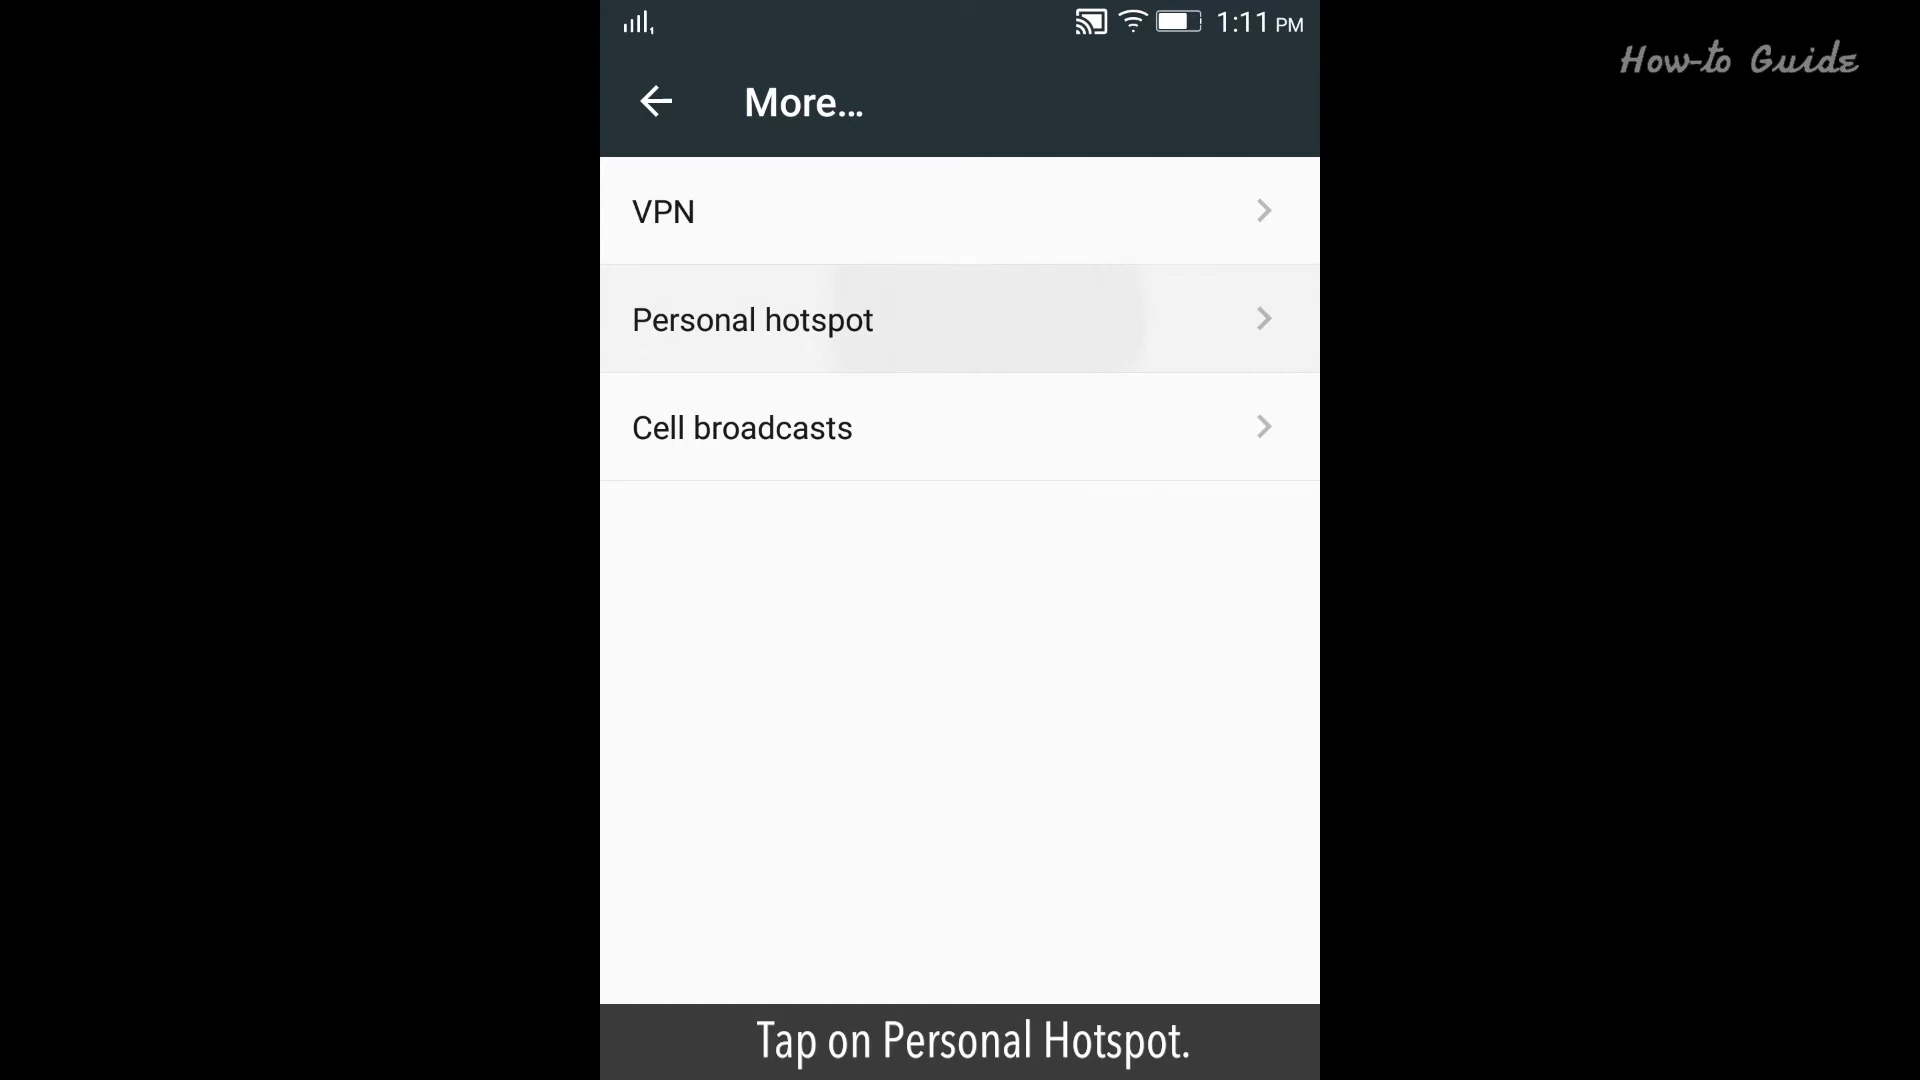 1:11 PM
How-to Guide
More...
VPN
Personal hotspot
Cell broadcasts
Tap on Personal Hotspot.